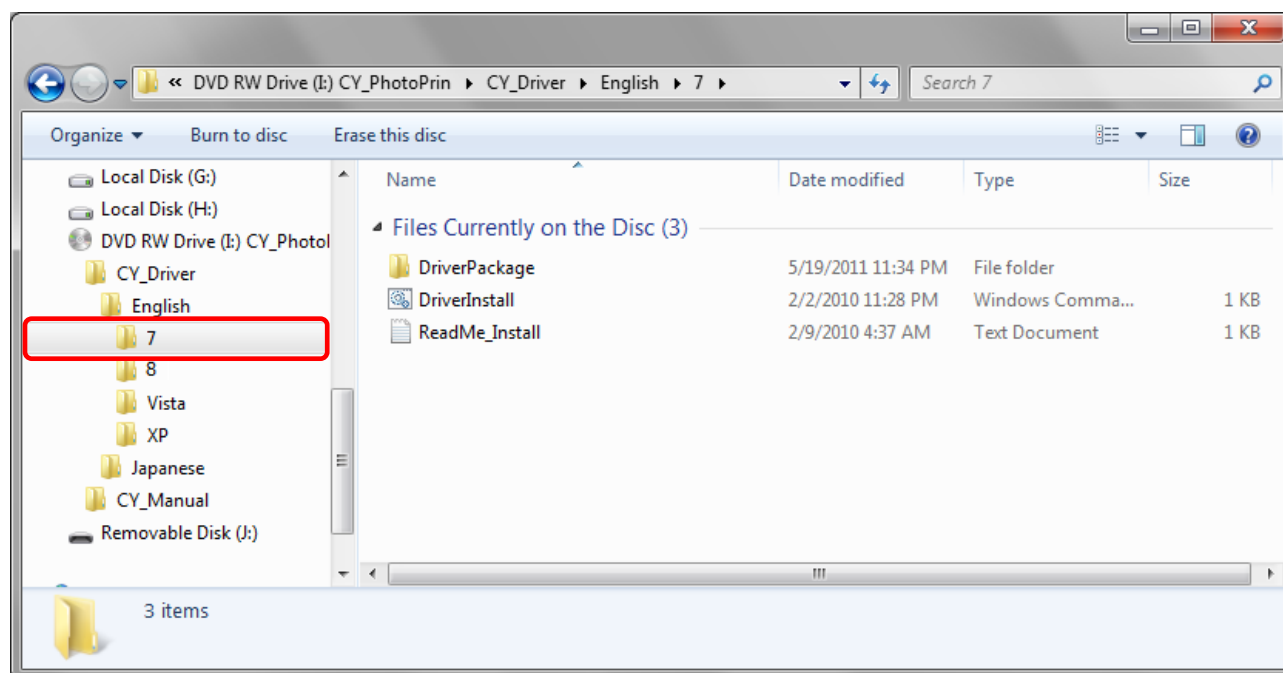 « DVD RW Drive (I:) CY_PhotoPrin ▸ CY_Driver ▸ English ▸ 7 ▸ Search 7
Organize Burn to disc Erase this disc
Local Disk (G:)
Local Disk (H:)
DVD RW Drive (I:) CY_Photol
CY_Driver
English
7
8
Vista
XP
Japanese
CY_Manual
Removable Disk (J:)
Name Date modified Type Size
Files Currently on the Disc (3)
DriverPackage 5/19/2011 11:34 PM File folder
DriverInstall 2/2/2010 11:28 PM Windows Comma... 1 KB
ReadMe_Install 2/9/2010 4:37 AM Text Document 1 KB
3 items